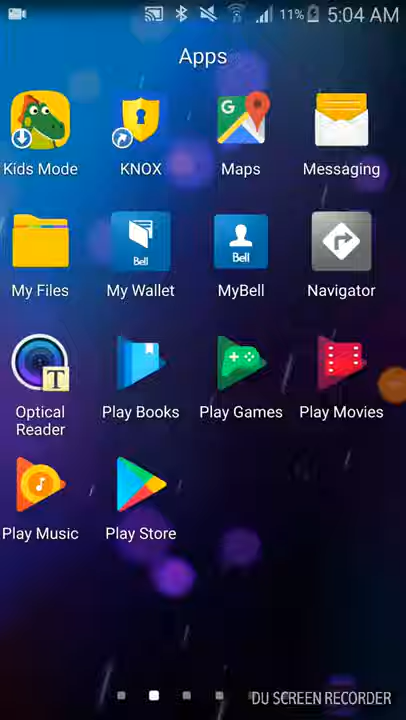 11% 5:04 AM
Apps
Kids Mode
KNOX
G
Maps
Messaging
Bell
Bell
My Files
My Wallet
MyBell
Navigator
T
Optical
Reader
Play Books
Play Games
Play Movies
Play Music
Play Store
DU SCREEN RECORDER